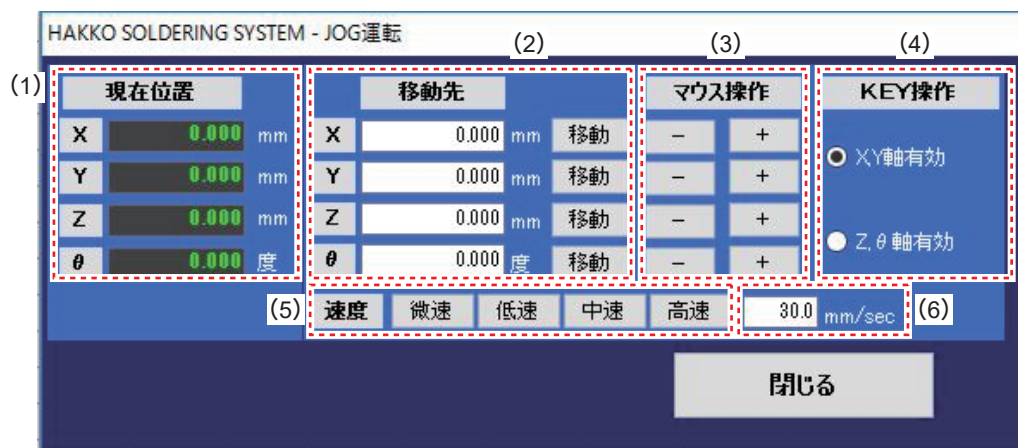 HAKKO SOLDERING SYSTEM - JOG運転
(1) (2) (3) (4)
現在位置 移動先 マウス操作 KEY操作
X 0.000 mm X 0.000 mm 移動 - + X,Y軸有効
Y 0.000 mm Y 0.000 mm 移動 - +
Z 0.000 mm Z 0.000 mm 移動 - + Z,θ軸有効
θ 0.000 度 θ 0.000 度 移動 - +
(5) 速度 微速 低速 中速 高速 30.0 mm/sec (6)
閉じる